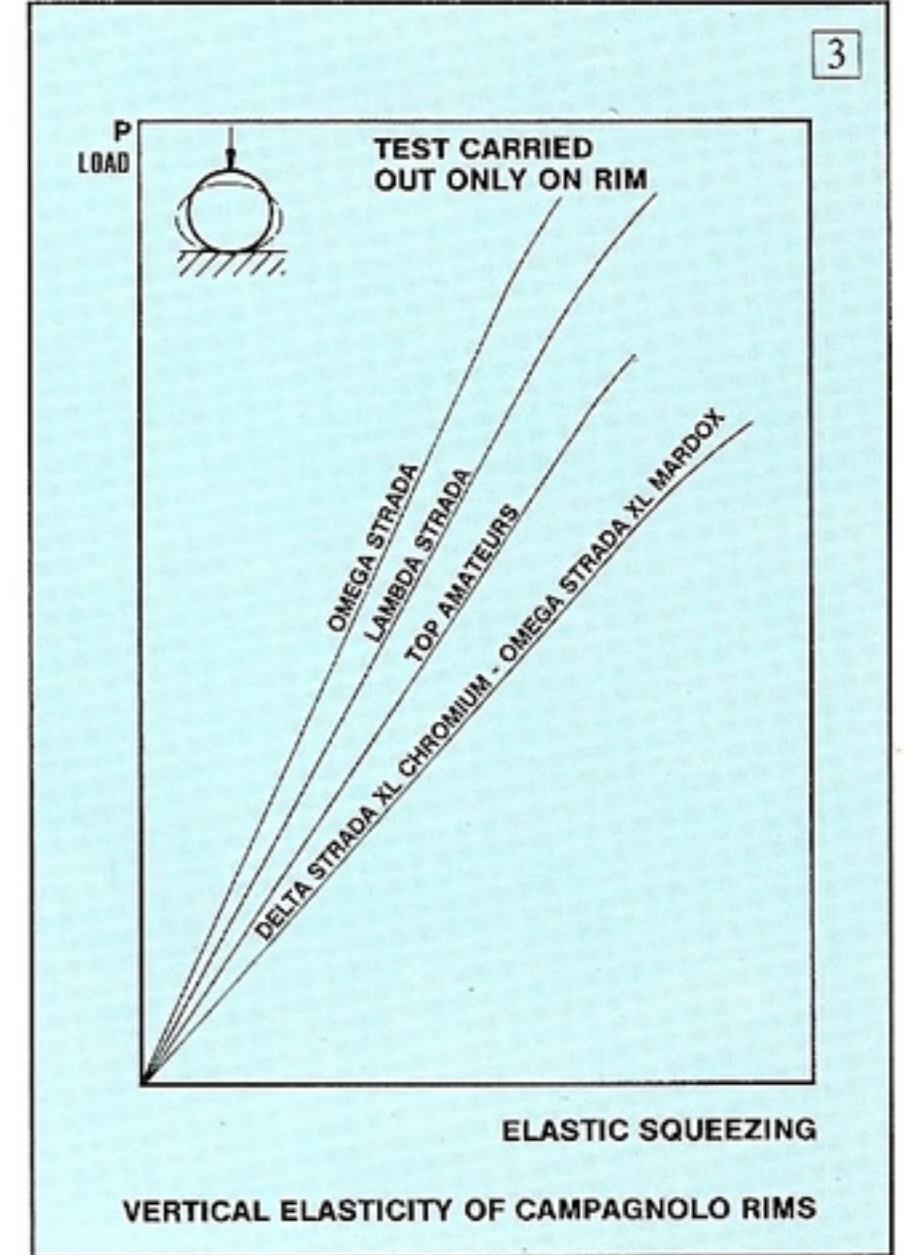 3
P
LOAD
TEST CARRIED
OUT ONLY ON RIM
OMEGA STRADA
LAMBDA STRADA
TOP AMATEURS
DELTA STRADA XL CHROMIUM - OMEGA STRADA XL MARDOX
ELASTIC SQUEEZING
VERTICAL ELASTICITY OF CAMPAGNOLO RIMS